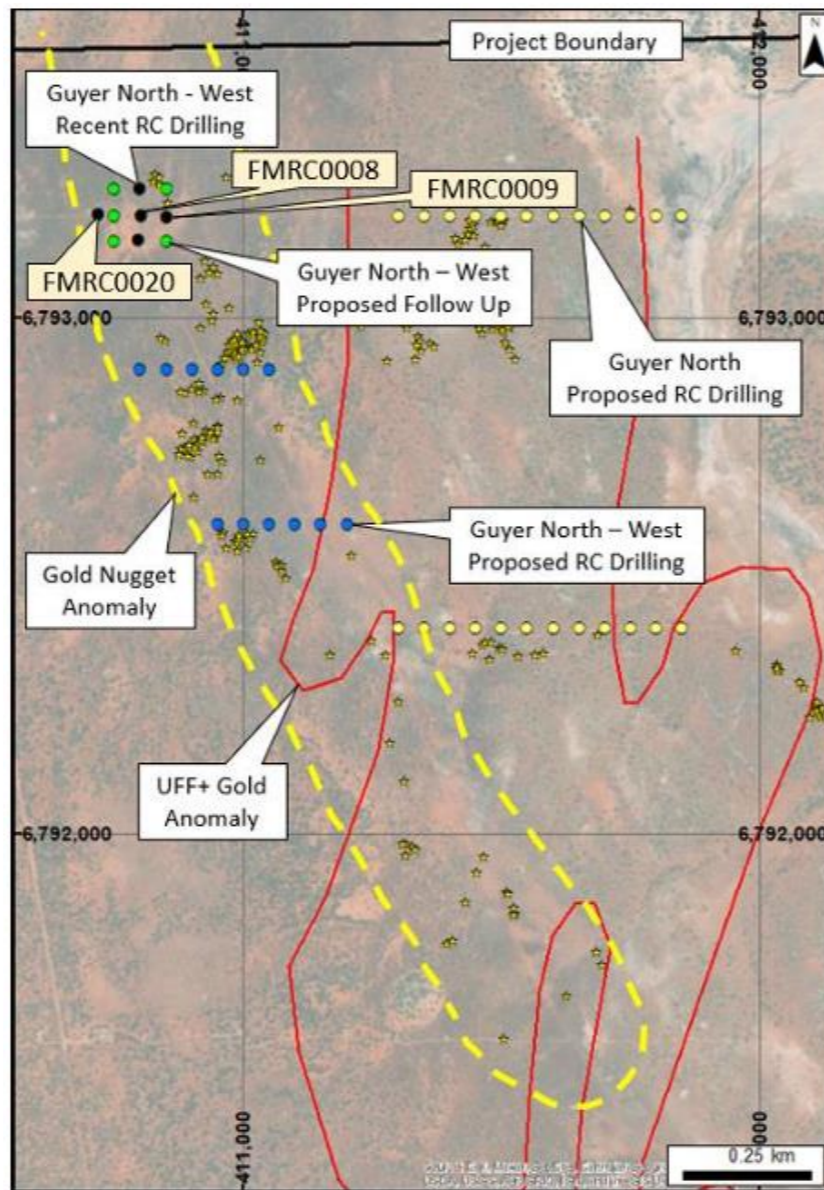 Project Boundary
N
411,000
412,000
Guyer North - West
Recent RC Drilling
FMRC0008
FMRC0009
FMRC0020
Guyer North – West
Proposed Follow Up
6,793,000
6,793,000
Guyer North
Proposed RC Drilling
Guyer North – West
Proposed RC Drilling
Gold Nugget
Anomaly
UFF+ Gold
Anomaly
6,792,000
6,792,000
411,000
0.25 km